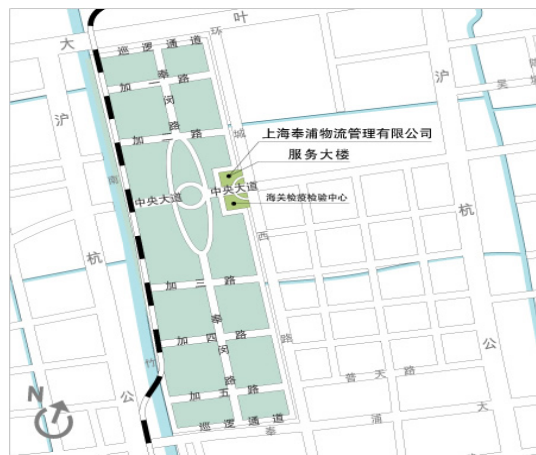 叶
大
环
巡逻通道
奉
加一路
闵
沪
沪
吴
加二路
城
上海奉浦物流管理有限公司
服务大楼
南
中央大道
中央大道
海关检疫检验中心
杭
西
杭
加三路
奉
加四路
闵
路
公
竹
普天路
路
加五路
公
N
巡逻通道
奉
浦
大